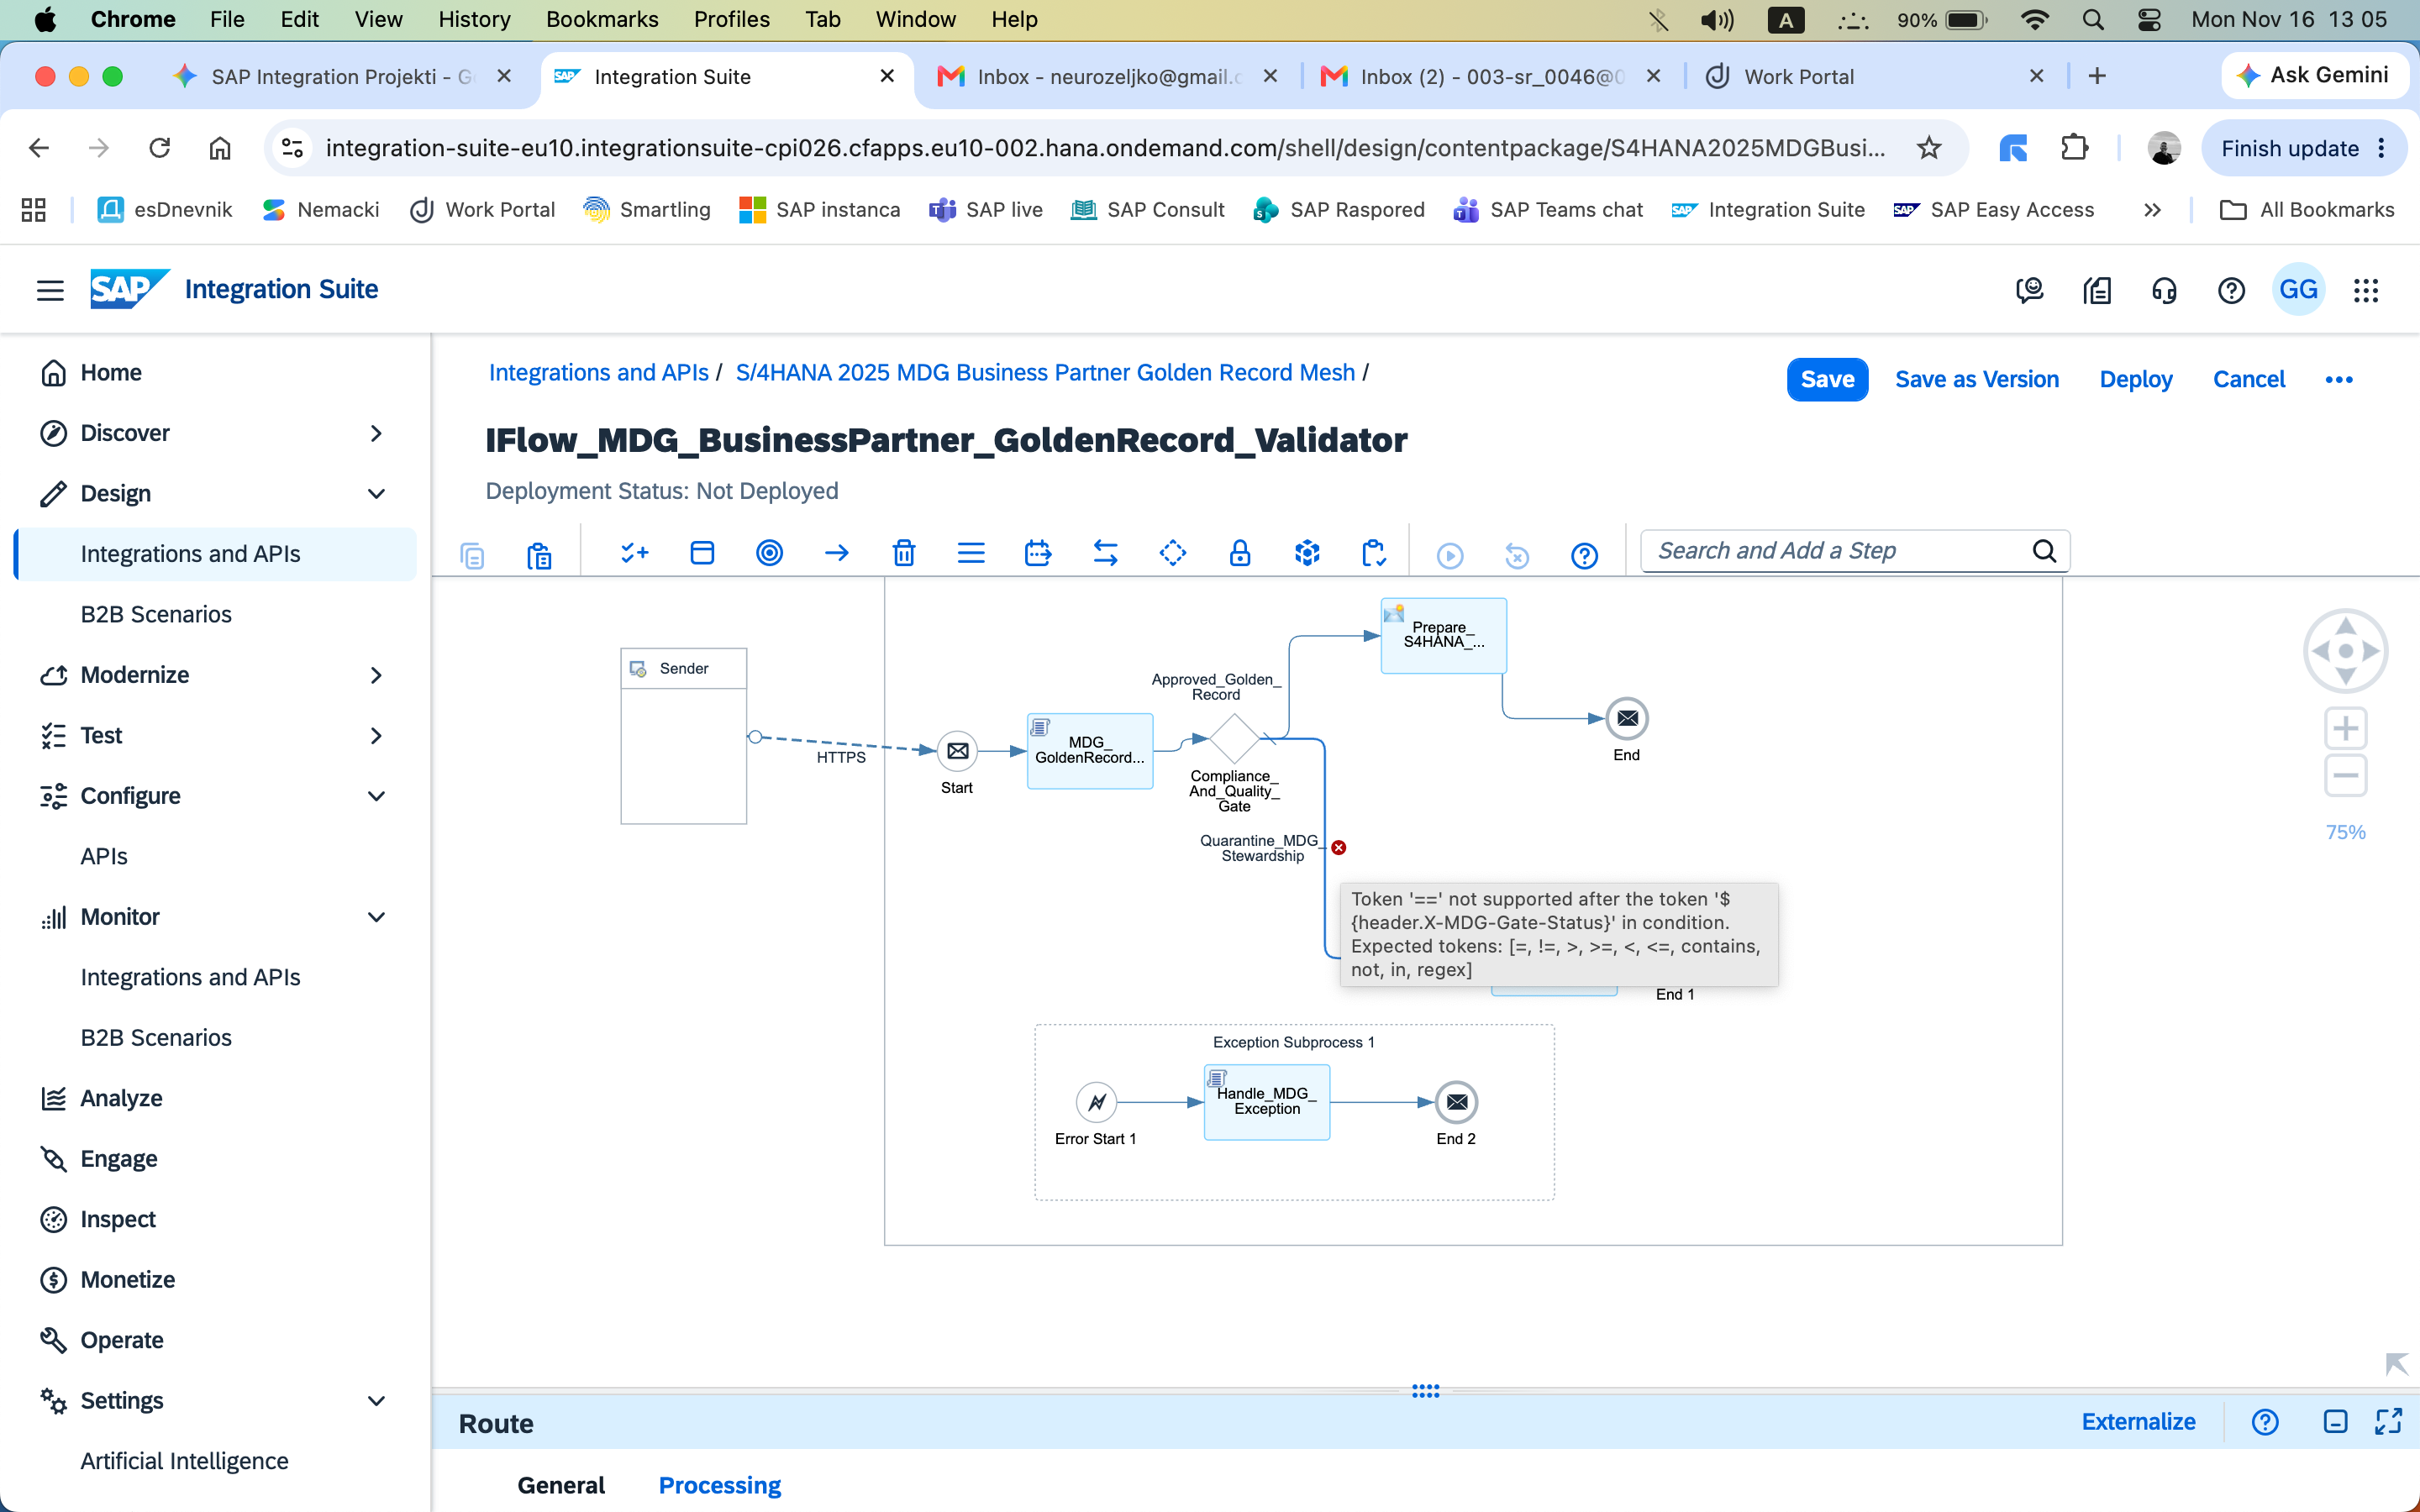 Chrome File Edit View History Bookmarks Profiles Tab Window Help A 90% Mon Nov 16 13 05
SAP Integration Projekti - G Integration Suite Inbox - neurozeljko@gmail.c Inbox (2) - 003-sr_0046@ Work Portal Ask Gemini
integration-suite-eu10.integrationsuite-cpi026.cfapps.eu10-002.hana.ondemand.com/shell/design/contentpackage/S4HANA2025MDGBusi... Finish update
esDnevnik Nemacki Work Portal Smartling SAP instanca SAP live SAP Consult SAP Raspored SAP Teams chat Integration Suite SAP Easy Access All Bookmarks
SAP Integration Suite GG
Home
Discover
Design
Integrations and APIs
B2B Scenarios
Modernize
Test
Configure
APIs
Monitor
Integrations and APIs
B2B Scenarios
Analyze
Engage
Inspect
Monetize
Operate
Settings
Artificial Intelligence
Integrations and APIs / S/4HANA 2025 MDG Business Partner Golden Record Mesh /
Save Save as Version Deploy Cancel
IFlow_MDG_BusinessPartner_GoldenRecord_Validator
Deployment Status: Not Deployed
Search and Add a Step
Sender
HTTPS
Start
MDG_
GoldenRecord...
Approved_Golden_
Record
Compliance_
And_Quality_
Gate
Prepare_
S4HANA_...
End
Quarantine_MDG_
Stewardship
Token '==' not supported after the token '$
{header.X-MDG-Gate-Status}' in condition.
Expected tokens: [=, !=, >, >=, <, <=, contains,
not, in, regex]
End 1
Exception Subprocess 1
Error Start 1
Handle_MDG_
Exception
End 2
75%
Route
Externalize
General Processing